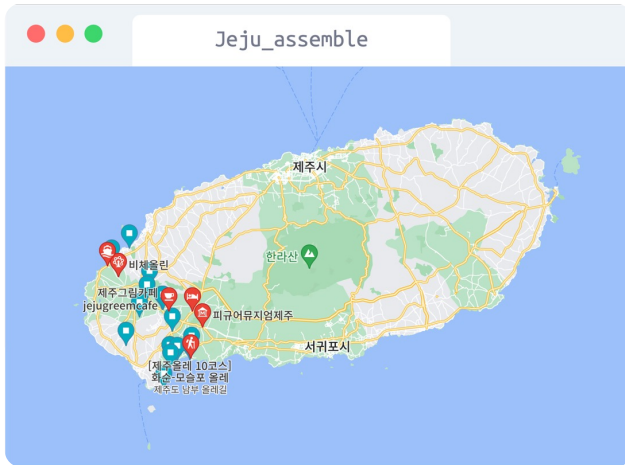 Jeju_assemble
제주시
한라산
비체올린
제주그림카페
jejugreemcafe
피규어뮤지엄제주
서귀포시
[제주올레 10코스]
화순-모슬포 올레
제주도 남부 올레길